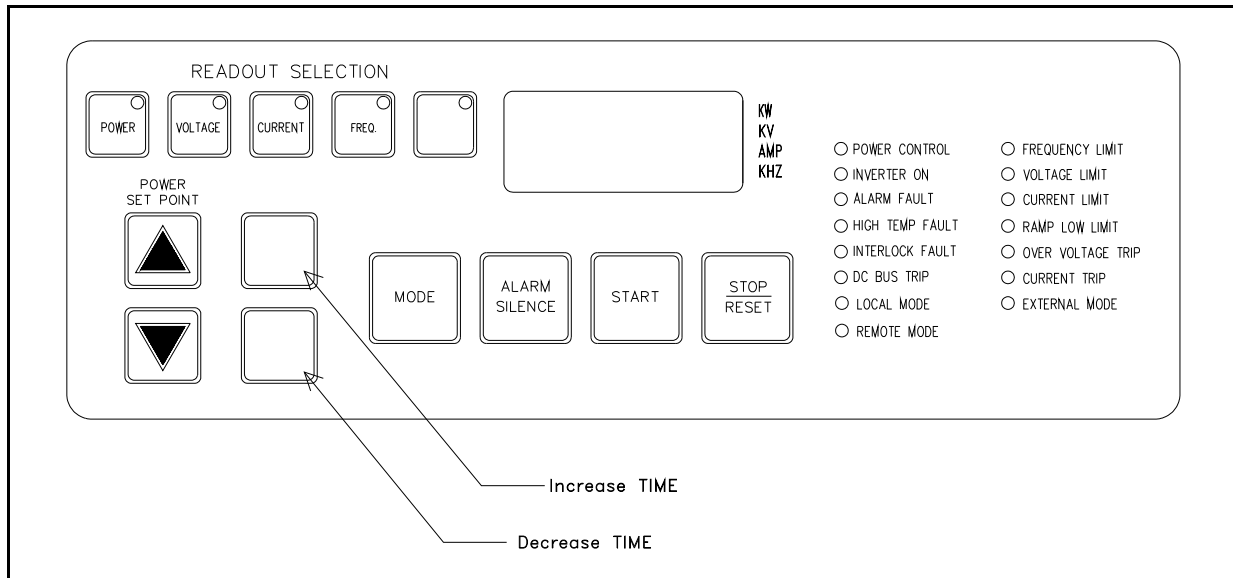 READOUT SELECTION
POWER
VOLTAGE
CURRENT
FREQ.
KW
KV
AMP
KHZ
POWER
SET POINT
MODE
ALARM
SILENCE
START
STOP
RESET
POWER CONTROL
INVERTER ON
ALARM FAULT
HIGH TEMP FAULT
INTERLOCK FAULT
DC BUS TRIP
LOCAL MODE
REMOTE MODE
FREQUENCY LIMIT
VOLTAGE LIMIT
CURRENT LIMIT
RAMP LOW LIMIT
OVER VOLTAGE TRIP
CURRENT TRIP
EXTERNAL MODE
Increase TIME
Decrease TIME